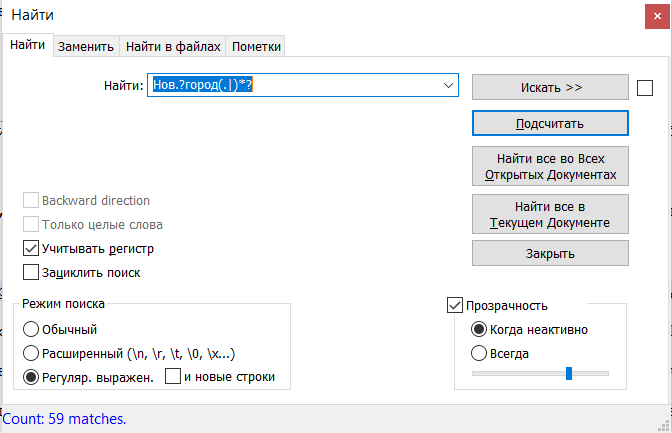 Найти
Найти Заменить Найти в файлах Пометки
Найти: Нов.?город(.|)*?
Искать >>
Подсчитать
Найти все во Всех
Открытых Документах
Найти все в
Текущем Документе
Закрыть
Backward direction
Только целые слова
Учитывать регистр
Зациклить поиск
Режим поиска
Обычный
Расширенный (\n, \r, \t, \0, \x...)
Регуляр. выражен. и новые строки
Прозрачность
Когда неактивно
Всегда
Count: 59 matches.